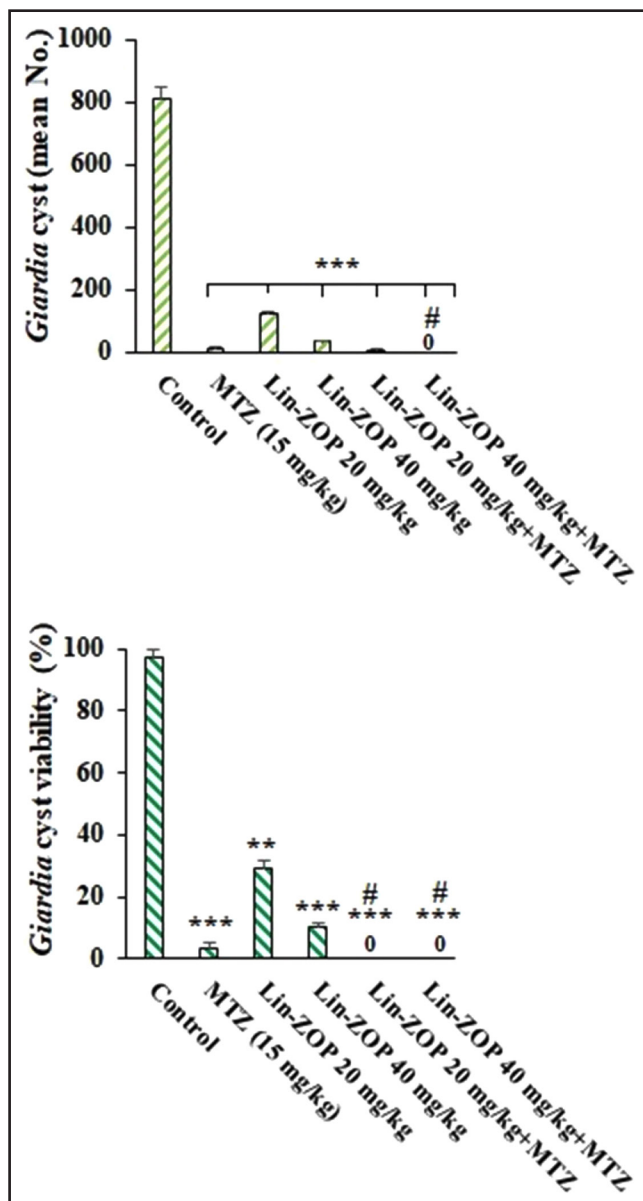 Giardia cyst (mean No.)
1000
800
600
400
200
0
***
#
0
Control
MTZ (15 mg/kg)
Lin-ZOP 20 mg/kg
Lin-ZOP 40 mg/kg
Lin-ZOP 20 mg/kg+MTZ
Lin-ZOP 40 mg/kg+MTZ
Giardia cyst viability (%)
100
80
60
40
20
0
***
**
***
#
***
0
#
***
0
Control
MTZ (15 mg/kg)
Lin-ZOP 20 mg/kg
Lin-ZOP 40 mg/kg
Lin-ZOP 20 mg/kg+MTZ
Lin-ZOP 40 mg/kg+MTZ